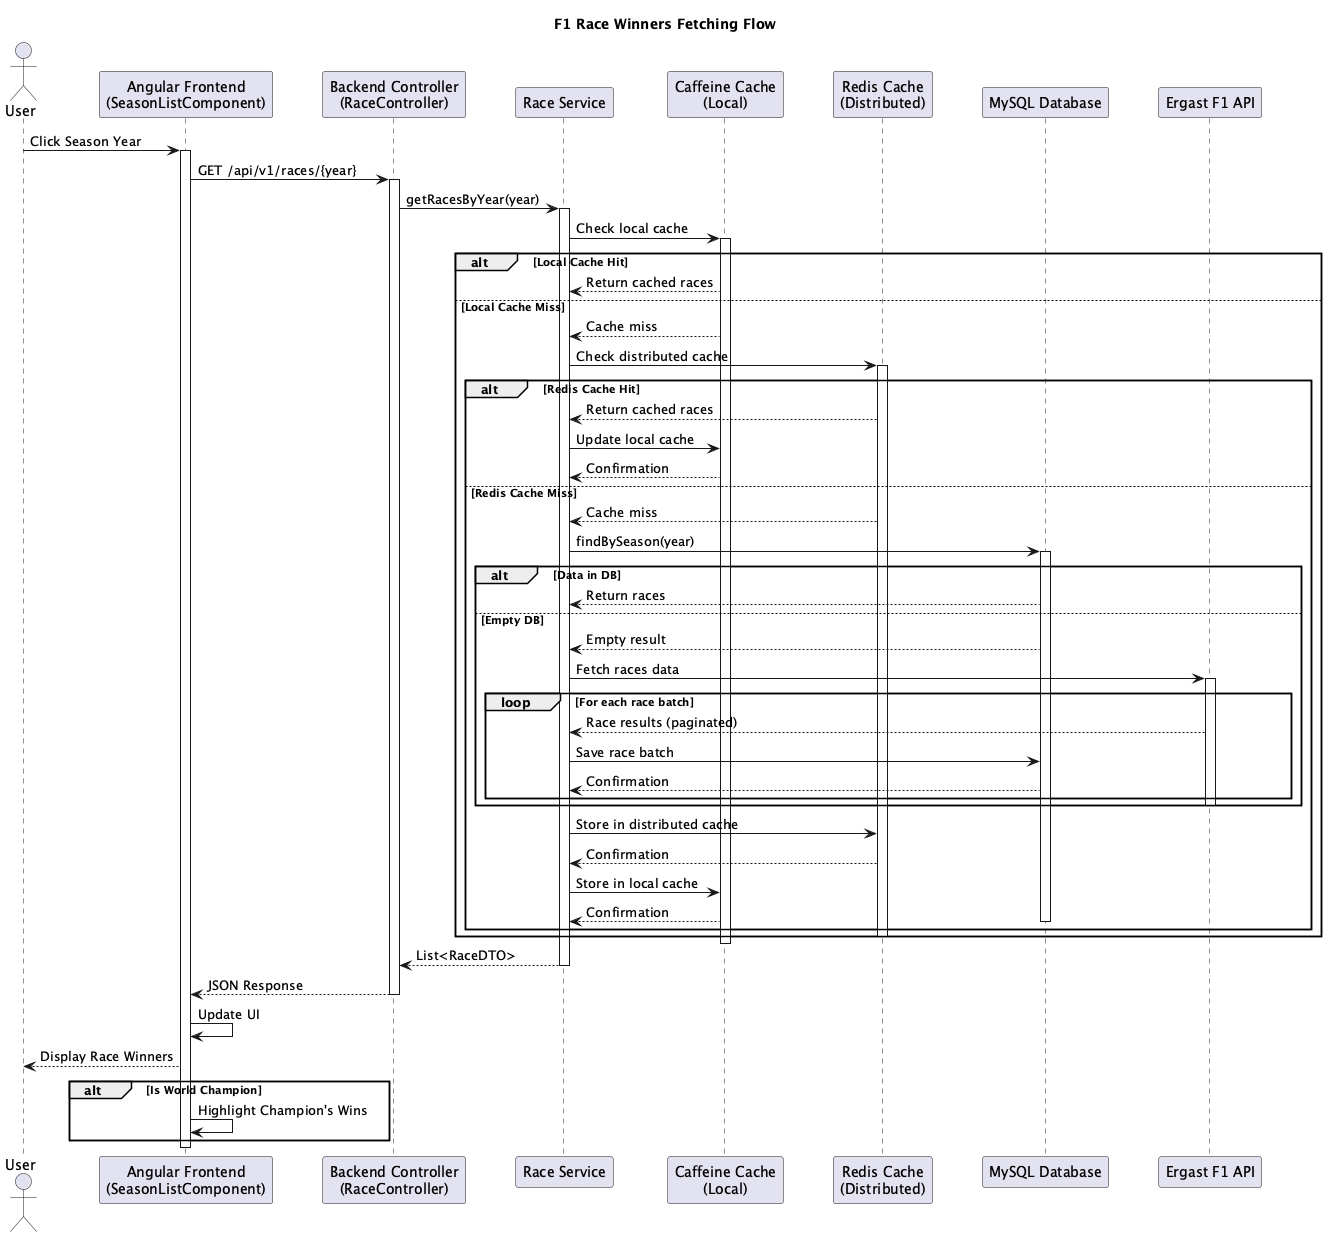 F1 Race Winners Fetching Flow
User
Angular Frontend
(SeasonListComponent)
Backend Controller
(RaceController)
Race Service
Caffeine Cache
(Local)
Redis Cache
(Distributed)
MySQL Database
Ergast F1 API
Click Season Year
GET /api/v1/races/{year}
getRacesByYear(year)
Check local cache
alt [Local Cache Hit]
Return cached races
[Local Cache Miss]
Cache miss
Check distributed cache
alt [Redis Cache Hit]
Return cached races
Update local cache
Confirmation
[Redis Cache Miss]
Cache miss
findBySeason(year)
alt [Data in DB]
Return races
[Empty DB]
Empty result
Fetch races data
loop [For each race batch]
Race results (paginated)
Save race batch
Confirmation
Store in distributed cache
Confirmation
Store in local cache
Confirmation
List<RaceDTO>
JSON Response
Update UI
Display Race Winners
alt [Is World Champion]
Highlight Champion's Wins
User
Angular Frontend
(SeasonListComponent)
Backend Controller
(RaceController)
Race Service
Caffeine Cache
(Local)
Redis Cache
(Distributed)
MySQL Database
Ergast F1 API